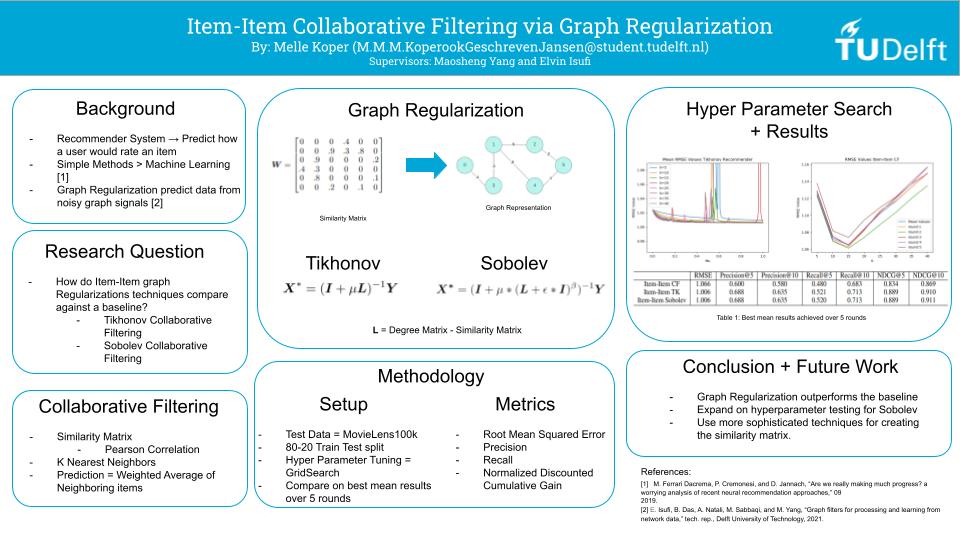 Item-Item Collaborative Filtering via Graph Regularization
By: Melle Koper (M.M.M.KoperookGeschrevenJansen@student.tudelft.nl)
Supervisors: Maosheng Yang and Elvin Isufi
TUDelft
Background
- Recommender System → Predict how
a user would rate an item
- Simple Methods > Machine Learning
[1]
- Graph Regularization predict data from
noisy graph signals [2]
Research Question
- How do Item-Item graph
Regularizations techniques compare
against a baseline?
- Tikhonov Collaborative
Filtering
- Sobolev Collaborative
Filtering
Collaborative Filtering
- Similarity Matrix
- Pearson Correlation
- K Nearest Neighbors
- Prediction = Weighted Average of
Neighboring items
Graph Regularization
W =
0 0 0 .4 0 0
0 0 .9 .3 .8 0
0 .9 0 0 0 .2
.4 .3 0 0 0 0
0 .8 0 0 0 .1
0 0 .2 0 .1 0
Similarity Matrix
Graph Representation
Tikhonov
X* = (I + μL)⁻¹Y
Sobolev
X* = (I + μ * (L + ϵ * I)^β)⁻¹Y
L = Degree Matrix - Similarity Matrix
Methodology
Setup
- Test Data = MovieLens100k
- 80-20 Train Test split
- Hyper Parameter Tuning =
GridSearch
- Compare on best mean results
over 5 rounds
Metrics
- Root Mean Squared Error
- Precision
- Recall
- Normalized Discounted
Cumulative Gain
Hyper Parameter Search
+ Results
Mean RMSE Values Tikhonov Recommender
RMSE Values Item-Item CF
RMSE Precision@5 Precision@10 Recall@5 Recall@10 NDCG@5 NDCG@10
Item-Item CF 1.066 0.600 0.580 0.480 0.683 0.834 0.869
Item-Item TK 1.006 0.688 0.635 0.521 0.713 0.889 0.910
Item-Item Sobolev 1.006 0.688 0.635 0.520 0.713 0.889 0.911
Table 1: Best mean results achieved over 5 rounds
Conclusion + Future Work
- Graph Regularization outperforms the baseline
- Expand on hyperparameter testing for Sobolev
- Use more sophisticated techniques for creating
the similarity matrix.
References:
[1] M. Ferrari Dacrema, P. Cremonesi, and D. Jannach, “Are we really making much progress? a
worrying analysis of recent neural recommendation approaches,” 09
2019.
[2] E. Isufi, B. Das, A. Natali, M. Sabbaqi, and M. Yang, “Graph filters for processing and learning from
network data,” tech. rep., Delft University of Technology, 2021.